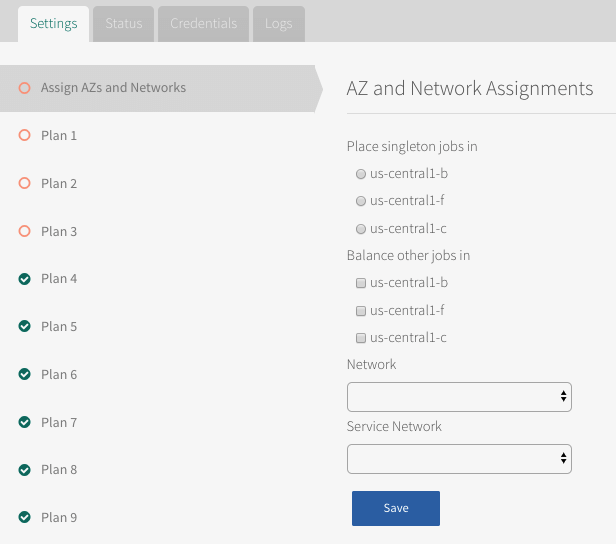 Settings
Status
Credentials
Logs
Assign AZs and Networks
Plan 1
Plan 2
Plan 3
Plan 4
Plan 5
Plan 6
Plan 7
Plan 8
Plan 9
AZ and Network Assignments
Place singleton jobs in
us-central1-b
us-central1-f
us-central1-c
Balance other jobs in
us-central1-b
us-central1-f
us-central1-c
Network
Service Network
Save